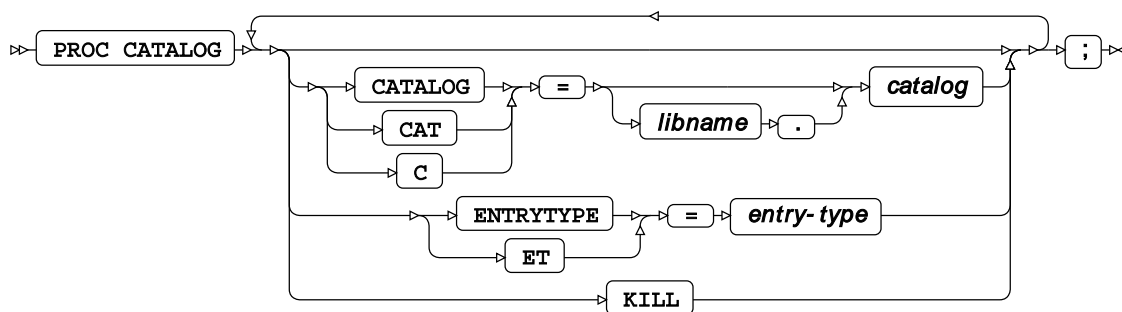 PROC CATALOG ;
CATALOG = catalog
CAT libname .
C
ENTRYTYPE = entry-type
ET
KILL